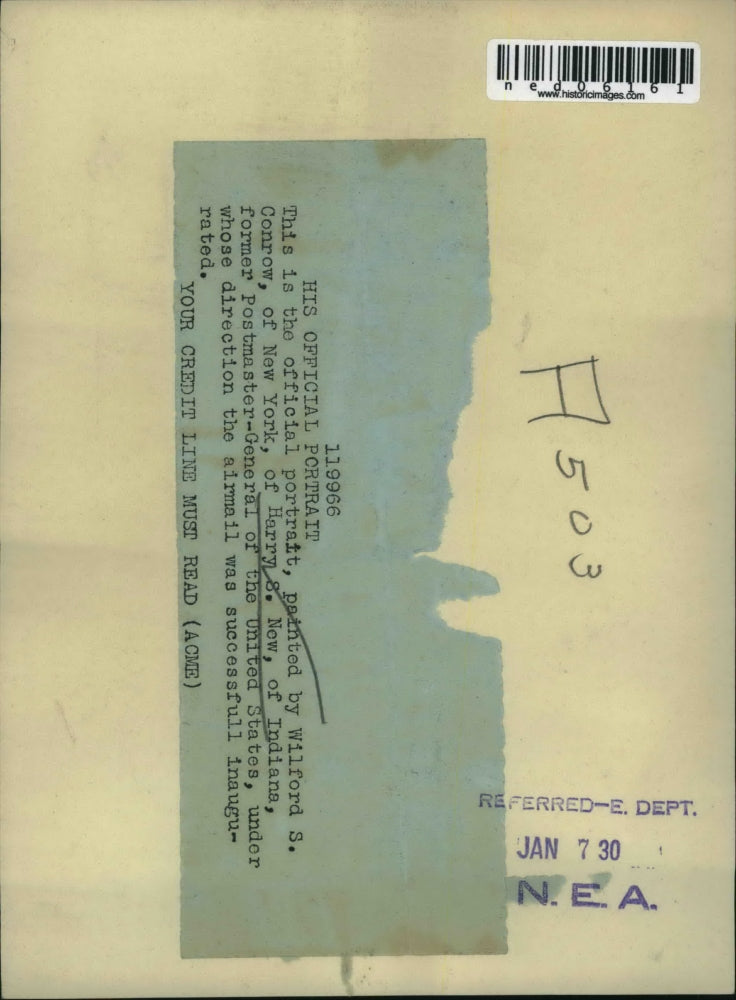 ned06161
www.historicimages.com
119966
HIS OFFICIAL PORTRAIT
This is the official portrait, painted by Wilford S.
Conrow, of New York, of Harry S. New, of Indiana,
former Postmaster-General of the United States, under
whose direction the airmail was successfull inaugu-
rated.
YOUR CREDIT LINE MUST READ (ACME)
A 503
REFERRED-E. DEPT.
JAN 7 30
N. E. A.